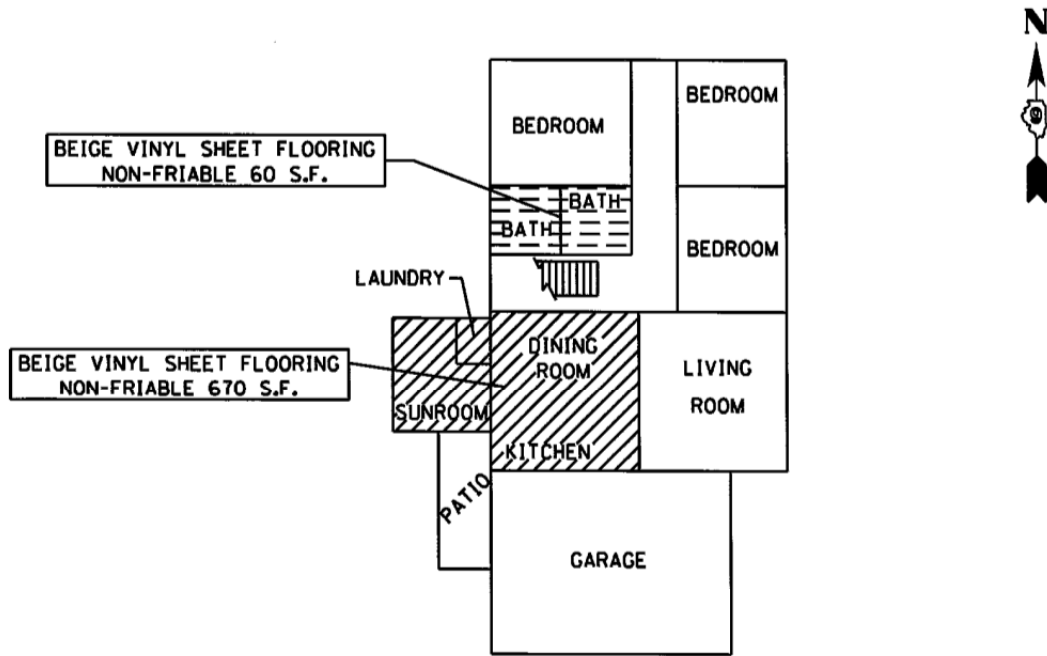 N
BEDROOM
BEDROOM
BEIGE VINYL SHEET FLOORING
NON-FRIABLE 60 S.F.
BATH
BATH
BEDROOM
LAUNDRY
DINING
ROOM
BEIGE VINYL SHEET FLOORING
NON-FRIABLE 670 S.F.
LIVING
ROOM
SUNROOM
KITCHEN
PATIO
GARAGE